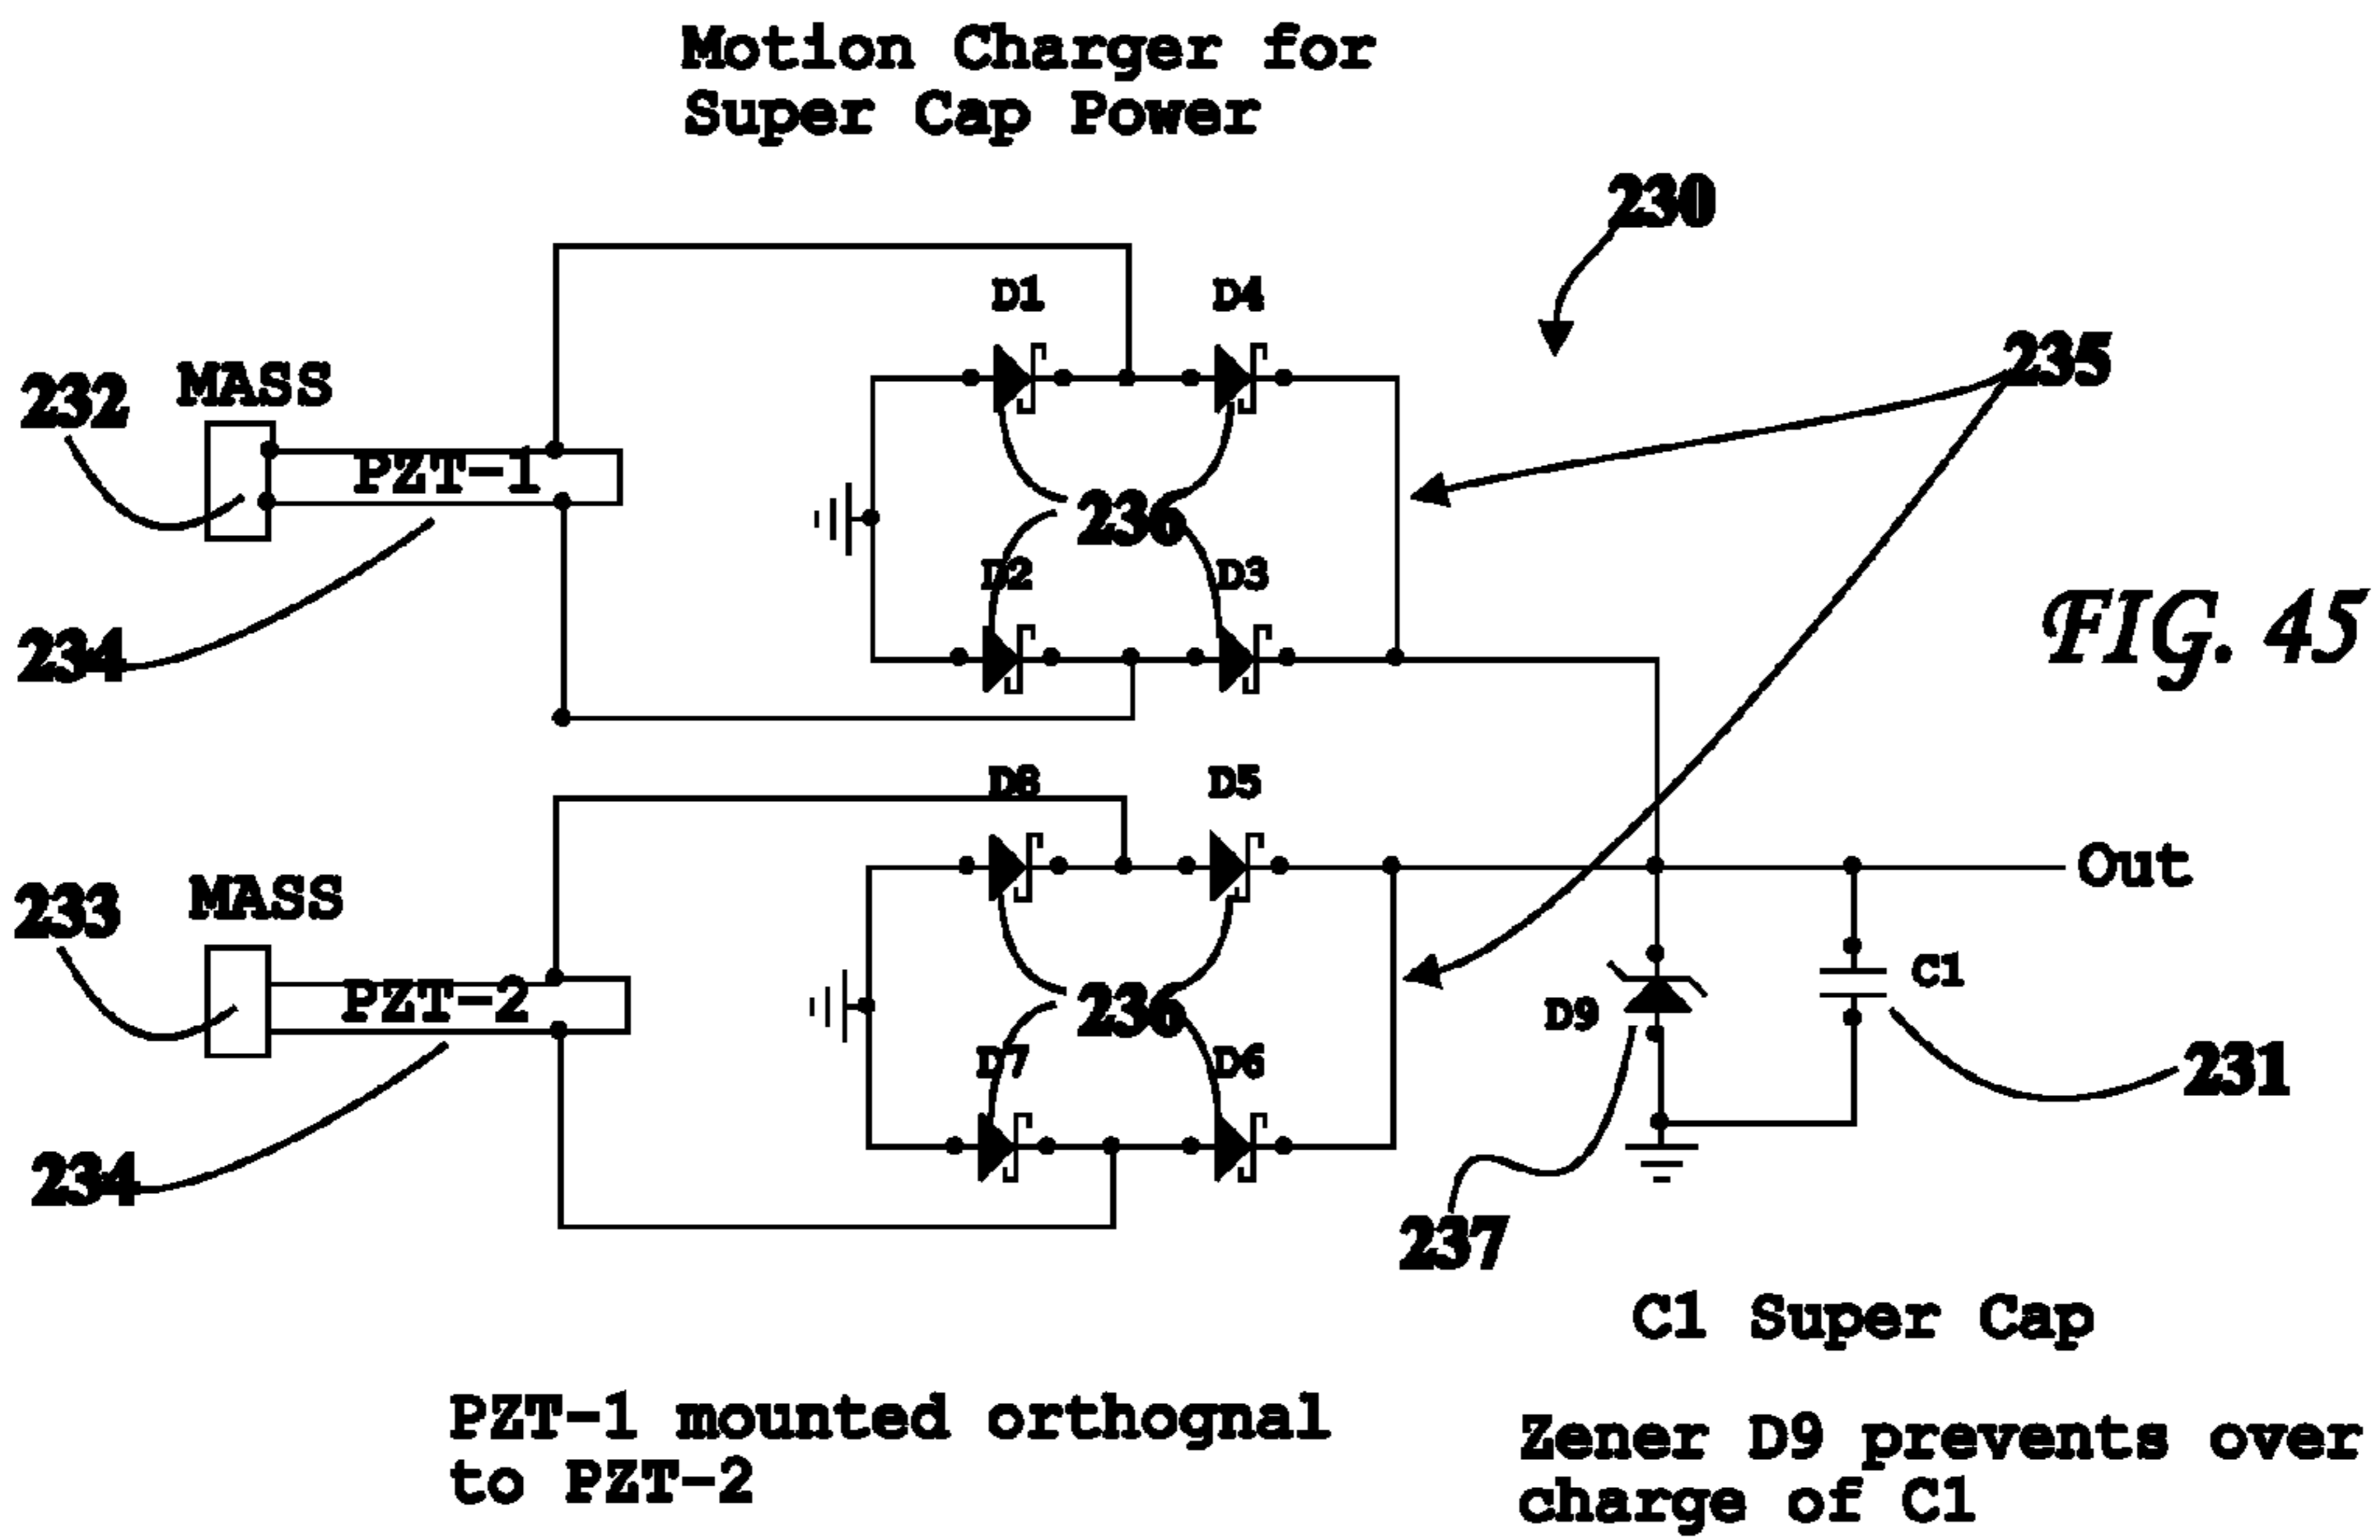 Motion Charger for
Super Cap Power
230
D1
D4
235
232
MASS
PZT-1
236
D2
D3
234
FIG. 45
D8
D5
Out
233
MASS
PZT-2
236
C1
D9
D7
D6
231
234
237
C1 Super Cap
PZT-1 mounted orthognal
to PZT-2
Zener D9 prevents over
charge of C1